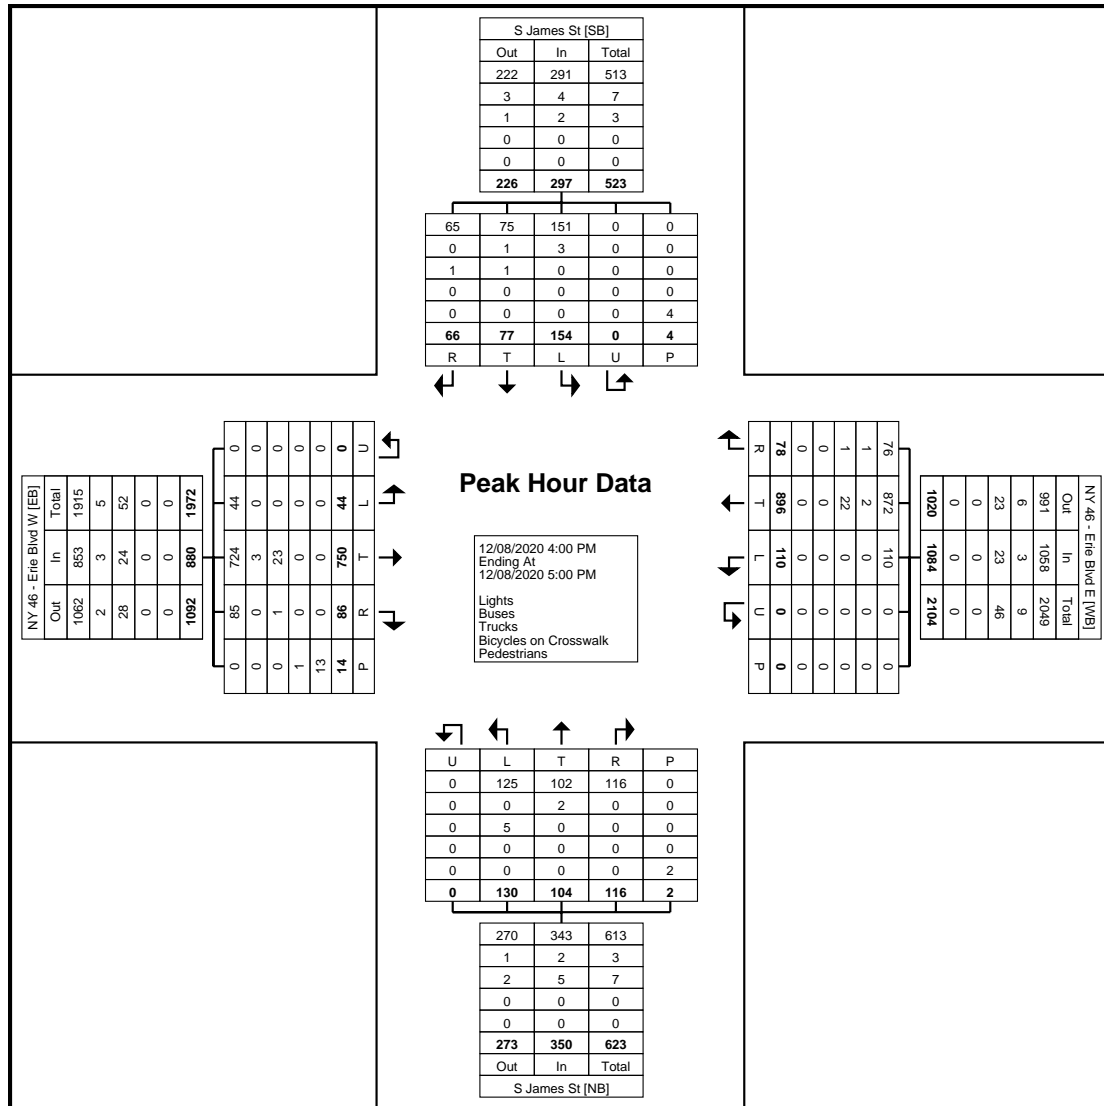 S James St [SB]
Out In Total
222 291 513
3 4 7
1 2 3
0 0 0
0 0 0
226 297 523
65 75 151 0 0
0 1 3 0 0
1 1 0 0 0
0 0 0 0 0
0 0 0 0 4
66 77 154 0 4
R T L U P
NY 46 - Erie Blvd W [EB]
Total In Out
1915 853 1062
5 3 2
52 24 28
0 0 0
0 0 0
1972 880 1092
0 44 724 85 0
0 0 3 0 0
0 0 23 1 0
0 0 0 0 1
0 0 0 0 13
0 44 750 86 14
U L T R P
Peak Hour Data
12/08/2020 4:00 PM
Ending At
12/08/2020 5:00 PM
Lights
Buses
Trucks
Bicycles on Crosswalk
Pedestrians
NY 46 - Erie Blvd E [WB]
Out In Total
991 1058 2049
6 3 9
23 23 46
0 0 0
0 0 0
1020 1084 2104
76 872 110 0 0
1 2 0 0 0
1 22 0 0 0
0 0 0 0 0
0 0 0 0 0
78 896 110 0 0
R T L U P
U L T R P
0 125 102 116 0
0 0 2 0 0
0 5 0 0 0
0 0 0 0 0
0 0 0 0 2
0 130 104 116 2
270 343 613
1 2 3
2 5 7
0 0 0
0 0 0
273 350 623
Out In Total
S James St [NB]